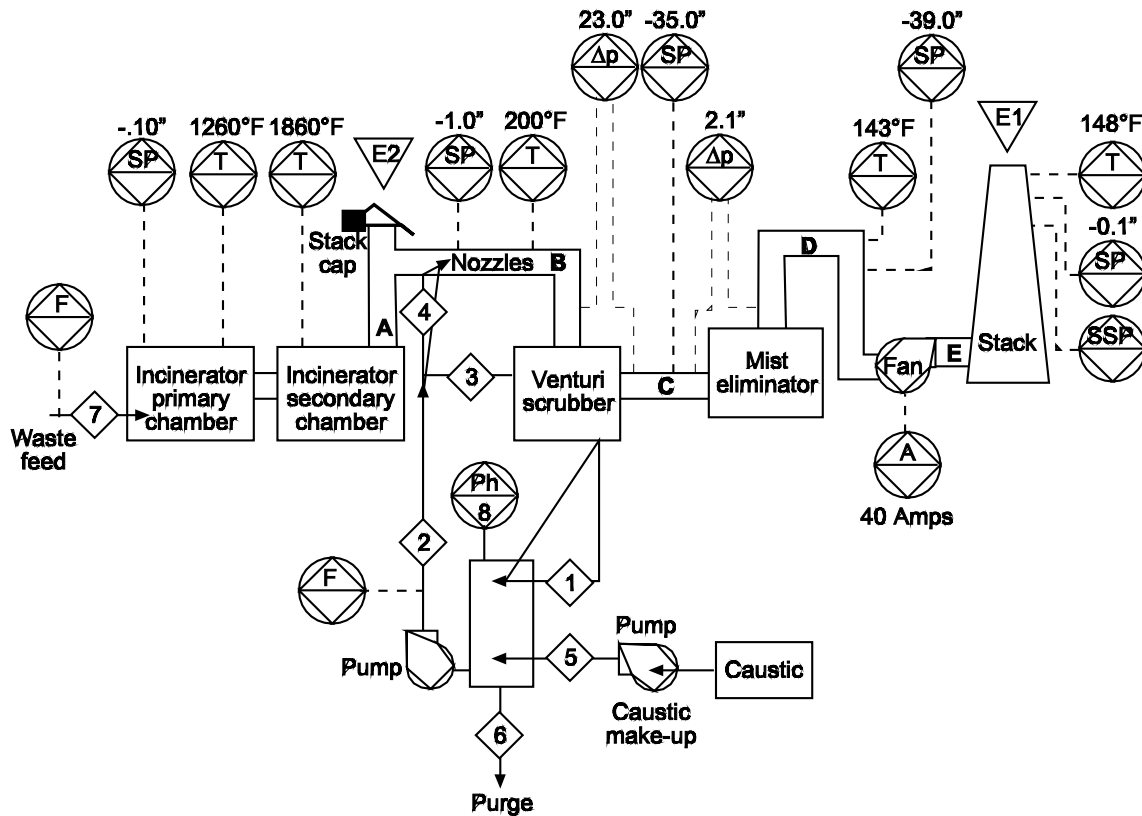 23.0”
-35.0”
-39.0”
Δp
SP
SP
-.10”
1260°F
1860°F
-1.0”
200°F
2.1”
143°F
E1
148°F
SP
T
T
E2
SP
T
Δp
T
T
Stack
cap
Nozzles
B
D
-0.1”
SP
F
4
A
SSP
Incinerator
primary
chamber
Incinerator
secondary
chamber
3
Venturi
scrubber
C
Mist
eliminator
Fan
E
Stack
7
Waste
feed
A
40 Amps
Ph
8
2
F
1
Pump
5
Pump
Caustic
Caustic
make-up
6
Purge